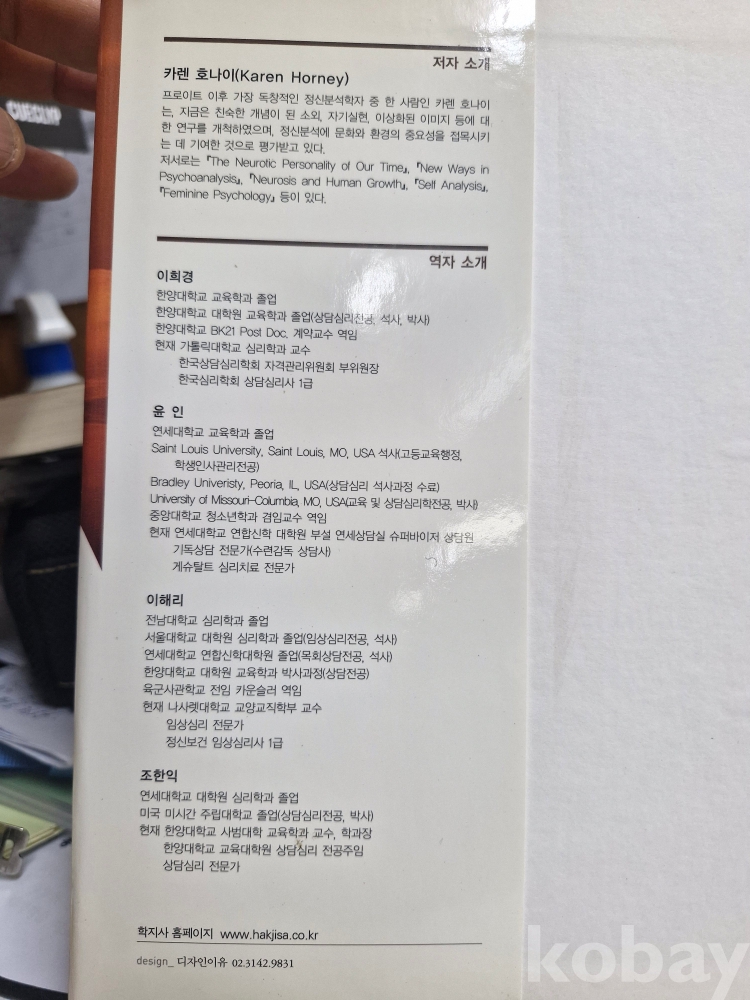 CUECLYP
저자 소개
카렌 호나이(Karen Horney)
프로이트 이후 가장 독창적인 정신분석학자 중 한 사람인 카렌 호나이
는, 지금은 친숙한 개념이 된 소외, 자기실현, 이상화된 이미지 등에 대
한 연구를 개척하였으며, 정신분석에 문화와 환경의 중요성을 접목시키
는 데 기여한 것으로 평가받고 있다.
저서로는 『The Neurotic Personality of Our Time』, 『New Ways in
Psychoanalysis』, 『Neurosis and Human Growth』, 『Self Analysis』,
『Feminine Psychology』 등이 있다.
역자 소개
이희경
한양대학교 교육학과 졸업
한양대학교 대학원 교육학과 졸업(상담심리전공, 석사, 박사)
한양대학교 BK21 Post Doc. 계약교수 역임
현재 가톨릭대학교 심리학과 교수
한국상담심리학회 자격관리위원회 부위원장
한국심리학회 상담심리사 1급
윤 인
연세대학교 교육학과 졸업
Saint Louis University, Saint Louis, MO, USA 석사(고등교육행정,
학생인사관리전공)
Bradley Univeristy, Peoria, IL, USA(상담심리 석사과정 수료)
University of Missouri-Columbia, MO, USA(교육 및 상담심리학전공, 박사)
중앙대학교 청소년학과 겸임교수 역임
현재 연세대학교 연합신학 대학원 부설 연세상담실 슈퍼바이저 상담원
기독상담 전문가(수련감독 상담사)
게슈탈트 심리치료 전문가
이해리
전남대학교 심리학과 졸업
서울대학교 대학원 심리학과 졸업(임상심리전공, 석사)
연세대학교 연합신학대학원 졸업(목회상담전공, 석사)
한양대학교 대학원 교육학과 박사과정(상담전공)
육군사관학교 전임 카운슬러 역임
현재 나사렛대학교 교양교직학부 교수
임상심리 전문가
정신보건 임상심리사 1급
조한익
연세대학교 대학원 심리학과 졸업
미국 미시간 주립대학교 졸업(상담심리전공, 박사)
현재 한양대학교 사범대학 교육학과 교수, 학과장
한양대학교 교육대학원 상담심리 전공주임
상담심리 전문가
학지사 홈페이지 www.hakjisa.co.kr
design_ 디자인이유 02.3142.9831
kobay